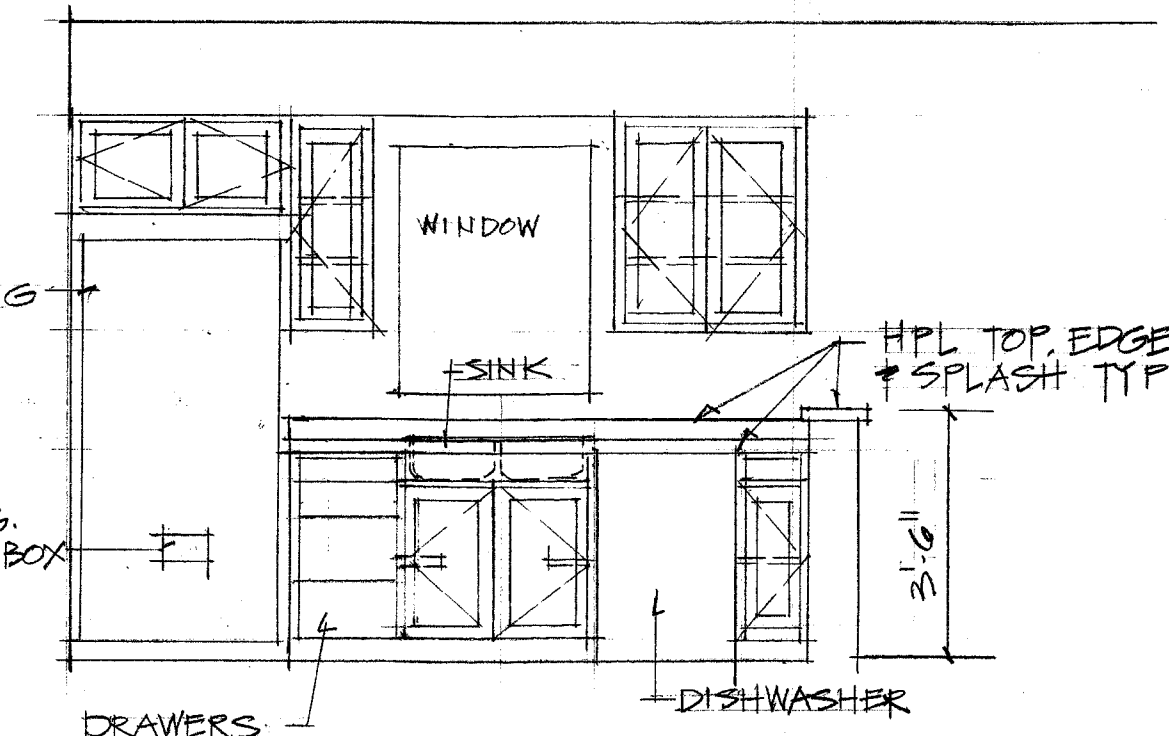 WINDOW
G
SINK
HPL TOP, EDGE
& SPLASH TYP
S.
BOX
3'-6"
DISHWASHER
DRAWERS